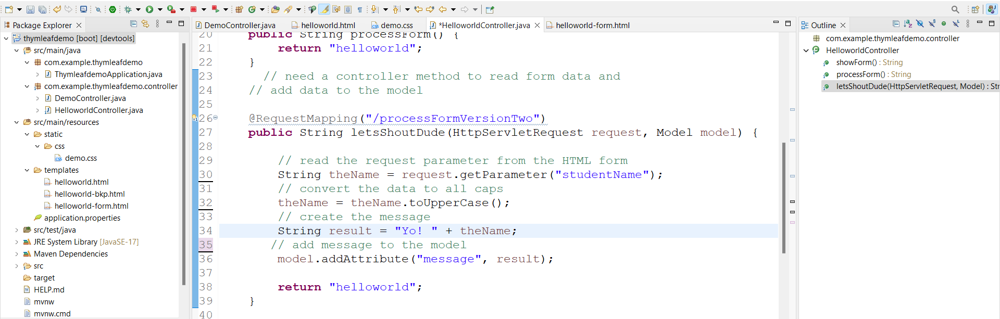 Package Explorer
thymleafdemo [boot] [devtools]
src/main/java
com.example.thymleafdemo
ThymleafdemoApplication.java
com.example.thymleafdemo.controller
DemoController.java
HelloworldController.java
src/main/resources
static
css
demo.css
templates
helloworld.html
helloworld-bkp.html
helloworld-form.html
application.properties
src/test/java
JRE System Library [JavaSE-17]
Maven Dependencies
src
target
HELP.md
mvnw
mvnw.cmd
DemoController.java helloworld.html demo.css *HelloworldController.java helloworld-form.html
20 public String processForm() {
21 return "helloworld";
22 }
23 // need a controller method to read form data and
24 // add data to the model
25
26 @RequestMapping("/processFormVersionTwo")
27 public String letsShoutDude(HttpServletRequest request, Model model) {
28
29 // read the request parameter from the HTML form
30 String theName = request.getParameter("studentName");
31 // convert the data to all caps
32 theName = theName.toUpperCase();
33 // create the message
34 String result = "Yo! " + theName;
35 // add message to the model
36 model.addAttribute("message", result);
37
38 return "helloworld";
39 }
40
Outline
com.example.thymleafdemo.controller
HelloworldController
showForm() : String
processForm() : String
letsShoutDude(HttpServletRequest, Model) : Str